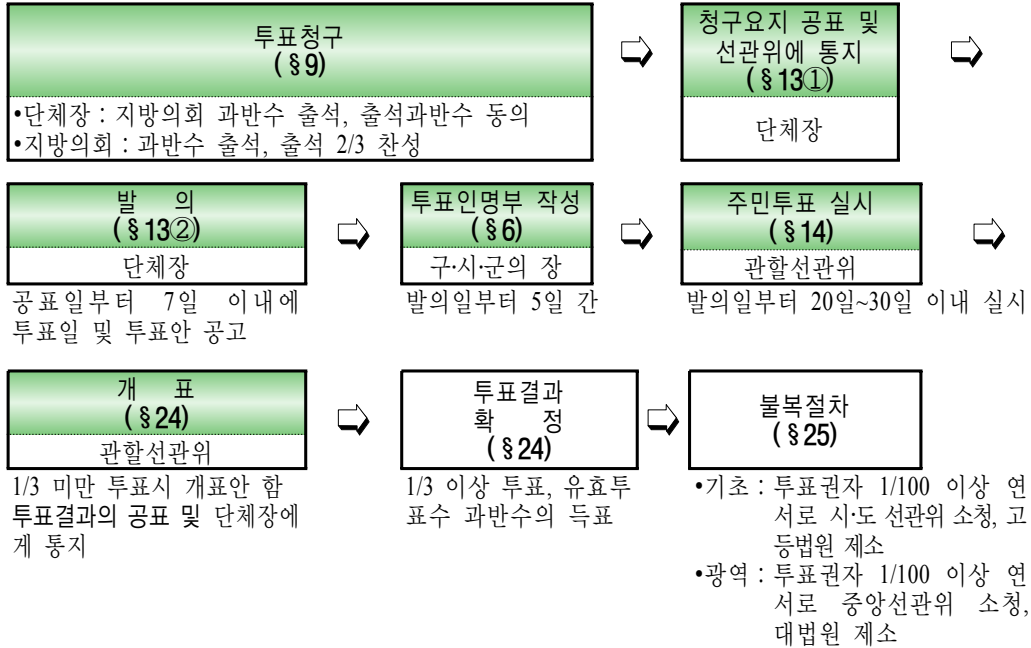 투표청구
(§9)
•단체장 : 지방의회 과반수 출석, 출석과반수 동의
•지방의회 : 과반수 출석, 출석 2/3 찬성
청구요지 공표 및
선관위에 통지
(§13①)
단체장
발 의
(§13②)
단체장
공표일부터 7일 이내에
투표일 및 투표안 공고
투표인명부 작성
(§6)
구·시·군의 장
발의일부터 5일 간
주민투표 실시
(§14)
관할선관위
발의일부터 20일~30일 이내 실시
개 표
(§24)
관할선관위
1/3 미만 투표시 개표안 함
투표결과의 공표 및 단체장에
게 통지
투표결과
확 정
(§24)
1/3 이상 투표, 유효투
표수 과반수의 득표
불복절차
(§25)
•기초 : 투표권자 1/100 이상 연
서로 시·도 선관위 소청, 고
등법원 제소
•광역 : 투표권자 1/100 이상 연
서로 중앙선관위 소청,
대법원 제소